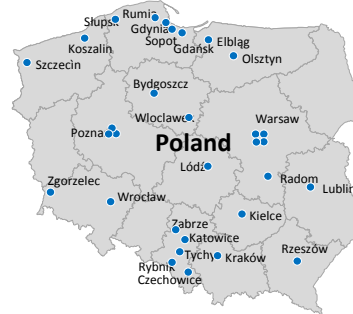 Rumia
Słupsk
Gdynia
Elbląg
Koszalin
Sopot
Gdańsk
Olsztyn
Szczecin
Bydgoszcz
Wloclawek
Warsaw
Pozna
Poland
Łódź
Radom
Zgorzelec
Lublin
Wrocław
Kielce
Zabrze
Katowice
Tychy
Kraków
Rzeszów
Rybnik
Czechowice